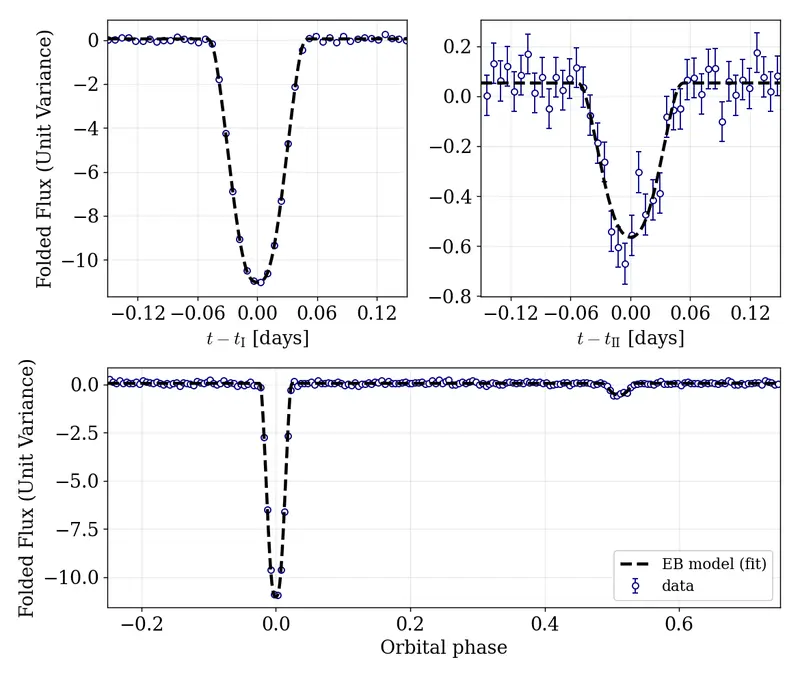 Folded Flux (Unit Variance)
0
−2
−4
−6
−8
−10
−0.12 −0.06 0.00 0.06 0.12
t − tI [days]
0.2
0.0
−0.2
−0.4
−0.6
−0.8
−0.12 −0.06 0.00 0.06 0.12
t − tII [days]
Folded Flux (Unit Variance)
0.0
−2.5
−5.0
−7.5
−10.0
−0.2 0.0 0.2 0.4 0.6
Orbital phase
EB model (fit)
data